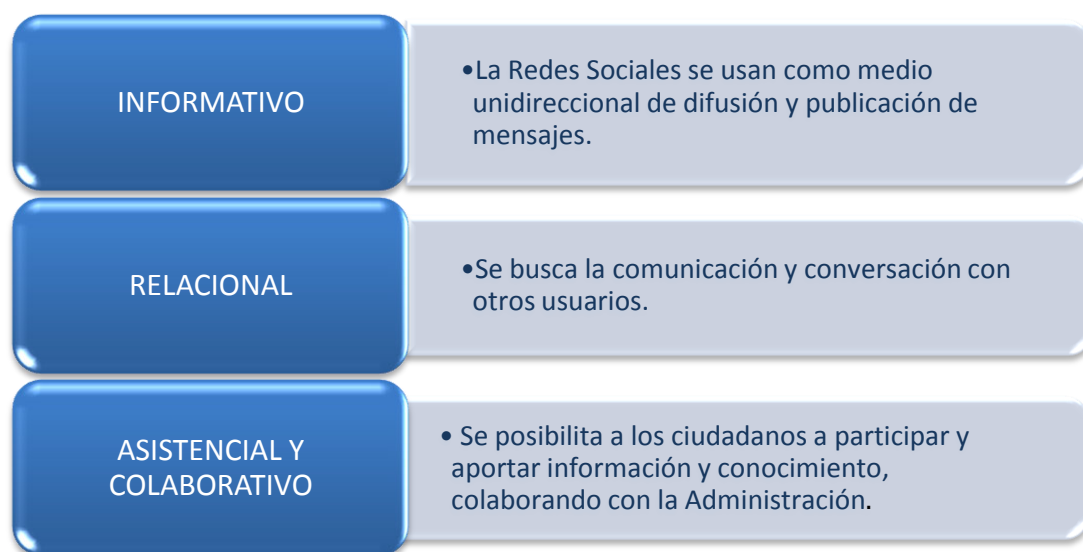 INFORMATIVO
•La Redes Sociales se usan como medio
unidireccional de difusión y publicación de
mensajes.
RELACIONAL
•Se busca la comunicación y conversación con
otros usuarios.
ASISTENCIAL Y
COLABORATIVO
• Se posibilita a los ciudadanos a participar y
aportar información y conocimiento,
colaborando con la Administración.